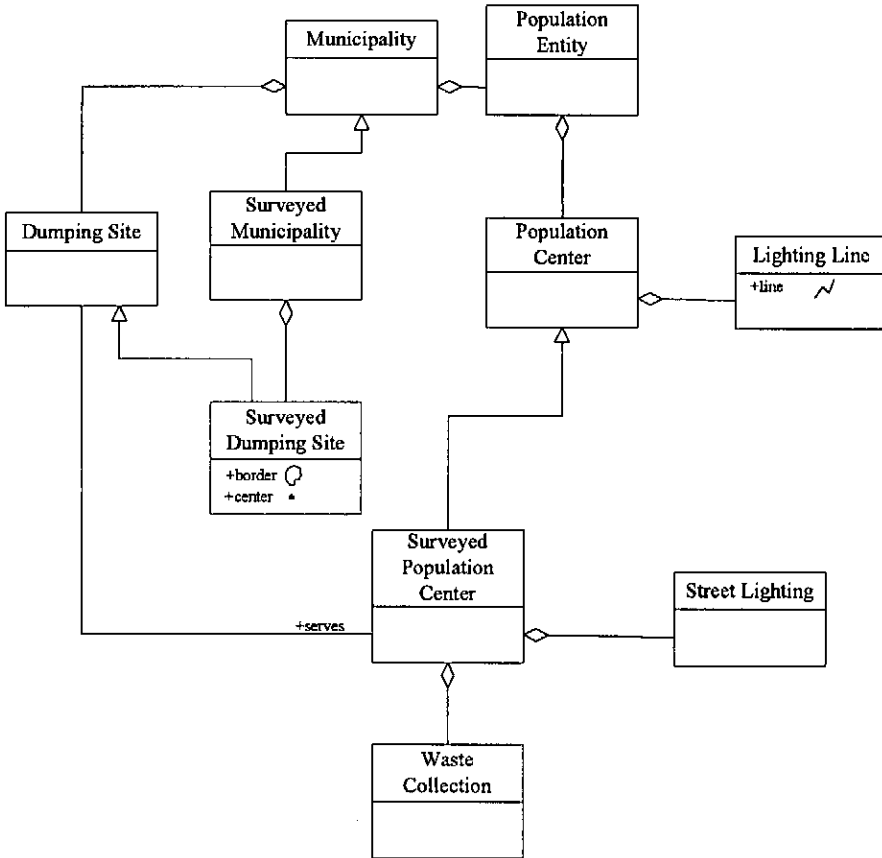 Municipality
Population
Entity
Dumping Site
Surveyed
Municipality
Population
Center
Lighting Line
+line
Surveyed
Dumping Site
+border
+center
Surveyed
Population
Center
Street Lighting
+serves
Waste
Collection